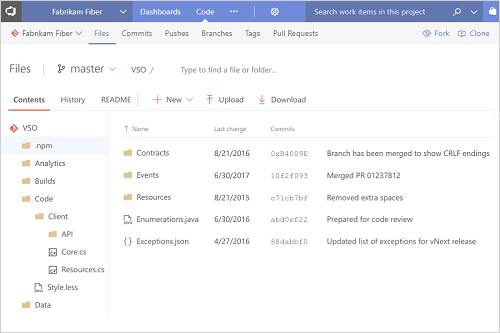 Fabrikam Fiber Dashboards Code ··· Search work items in this project
Fabrikam Fiber Files Commits Pushes Branches Tags Pull Requests Fork Clone
Files master VSO / Type to find a file or folder...
Contents History README New Upload Download
VSO
.npm
Analytics
Builds
Code
Client
API
Core.cs
Resources.cs
Style.less
Data
Name Last change Commits
Contracts 8/21/2016 0xB4009E Branch has been merged to show CRLF endings
Events 6/30/2017 10f2f093 Merged PR 01237812
Resources 8/21/2015 c71cb7bf Removed extra spaces
Enumerations.java 6/30/2016 abd0ef22 Prepared for code review
{ } Exceptions.json 4/27/2016 88dabbf0 Updated list of exceptions for vNext release